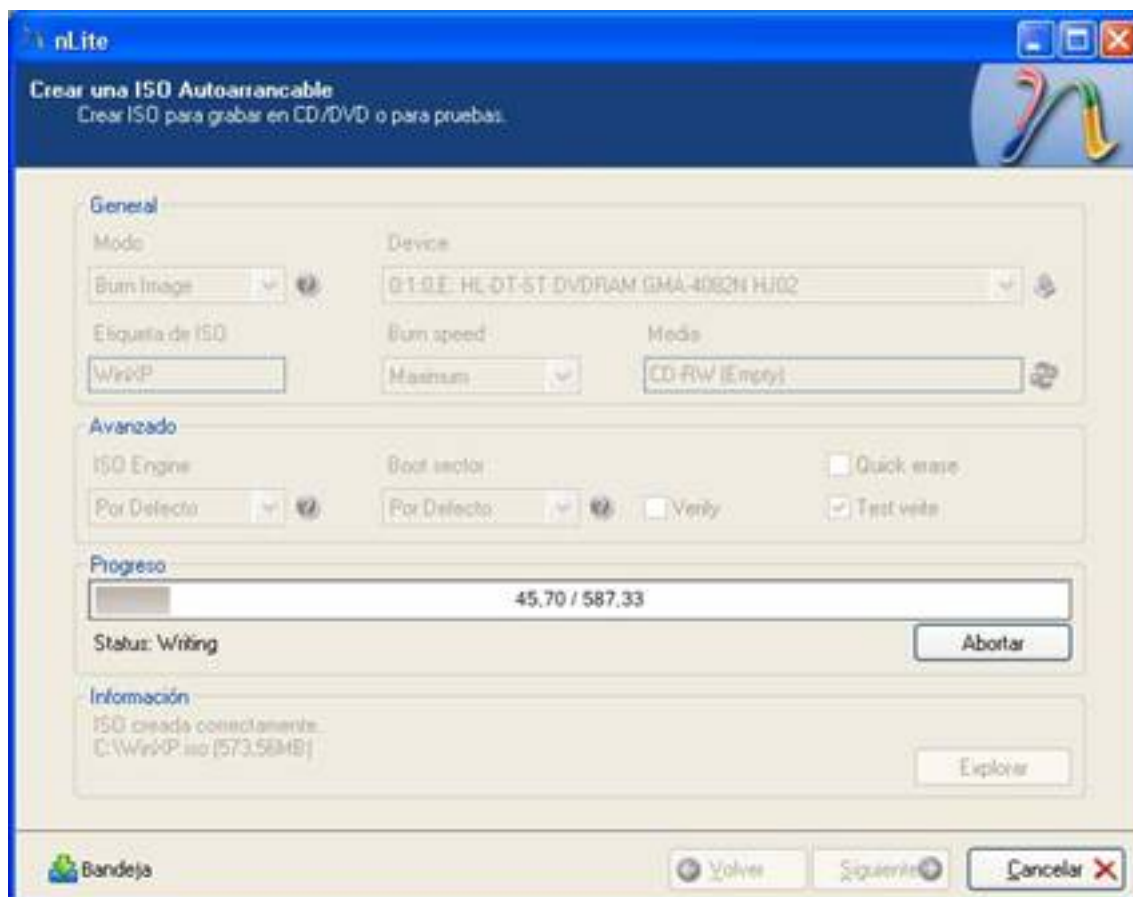 nLite
Crear una ISO Autoarrancable
Crear ISO para grabar en CD/DVD o para pruebas.
General
Modo Device
Burn Image 0:1:0,E: HL-DT-ST DVDRAM GMA-4082N HJ02
Etiqueta de ISO Burn speed Media
WinXP Maximum CD-RW (Empty)
Avanzado
ISO Engine Boot sector Quick erase
Por Defecto Por Defecto Verify Test write
Progreso
45,70 / 587,33
Status: Writing Abortar
Información
ISO creada correctamente.
C:\WinXP.iso (573,56MB)
Explorar
Bandeja Volver Siguiente Cancelar